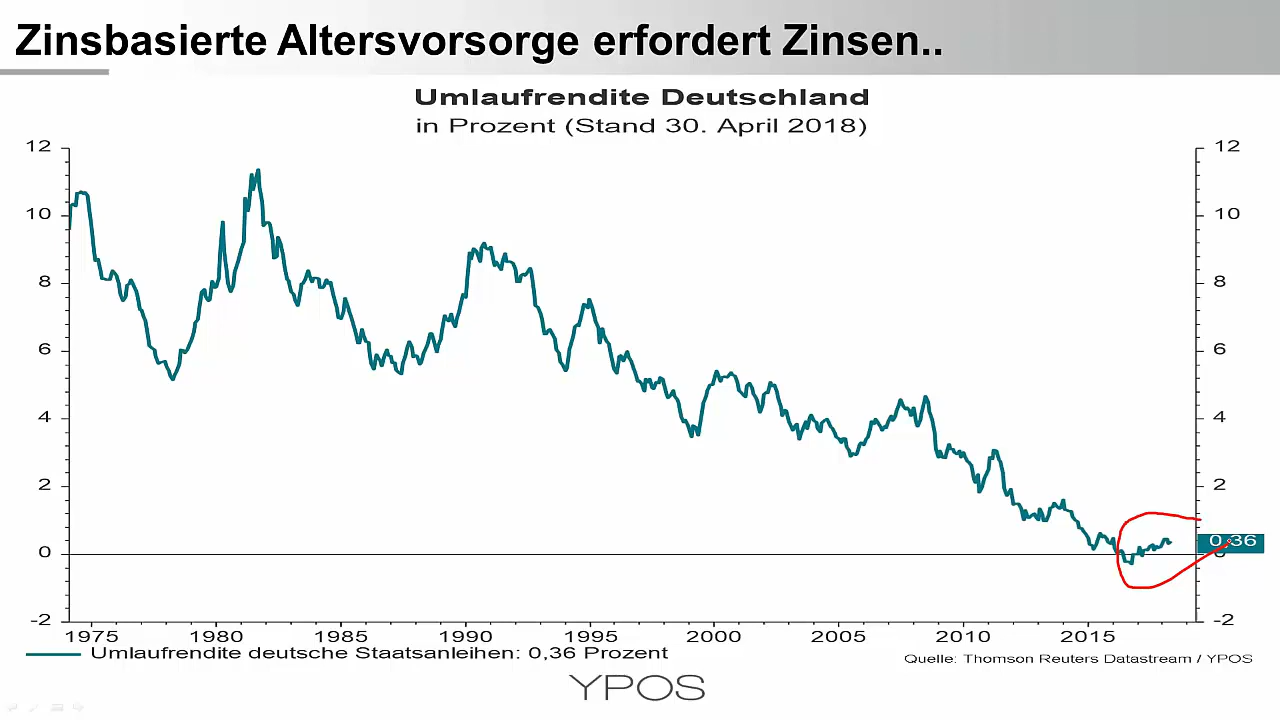 Zinsbasierte Altersvorsorge erfordert Zinsen..
Umlaufrendite Deutschland
in Prozent (Stand 30. April 2018)
12 12
10 10
8 8
6 6
4 4
2 2
0,36
0 0
-2 -2
1975 1980 1985 1990 1995 2000 2005 2010 2015
Umlaufrendite deutsche Staatsanleihen: 0,36 Prozent
Quelle: Thomson Reuters Datastream / YPOS
YPOS